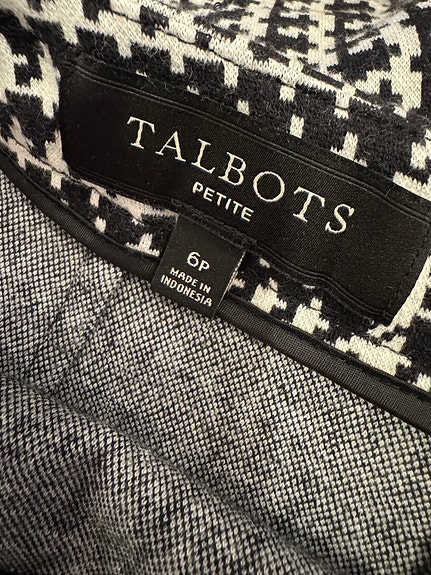 TALBOTS
PETITE
6P
MADE IN
INDONESIA